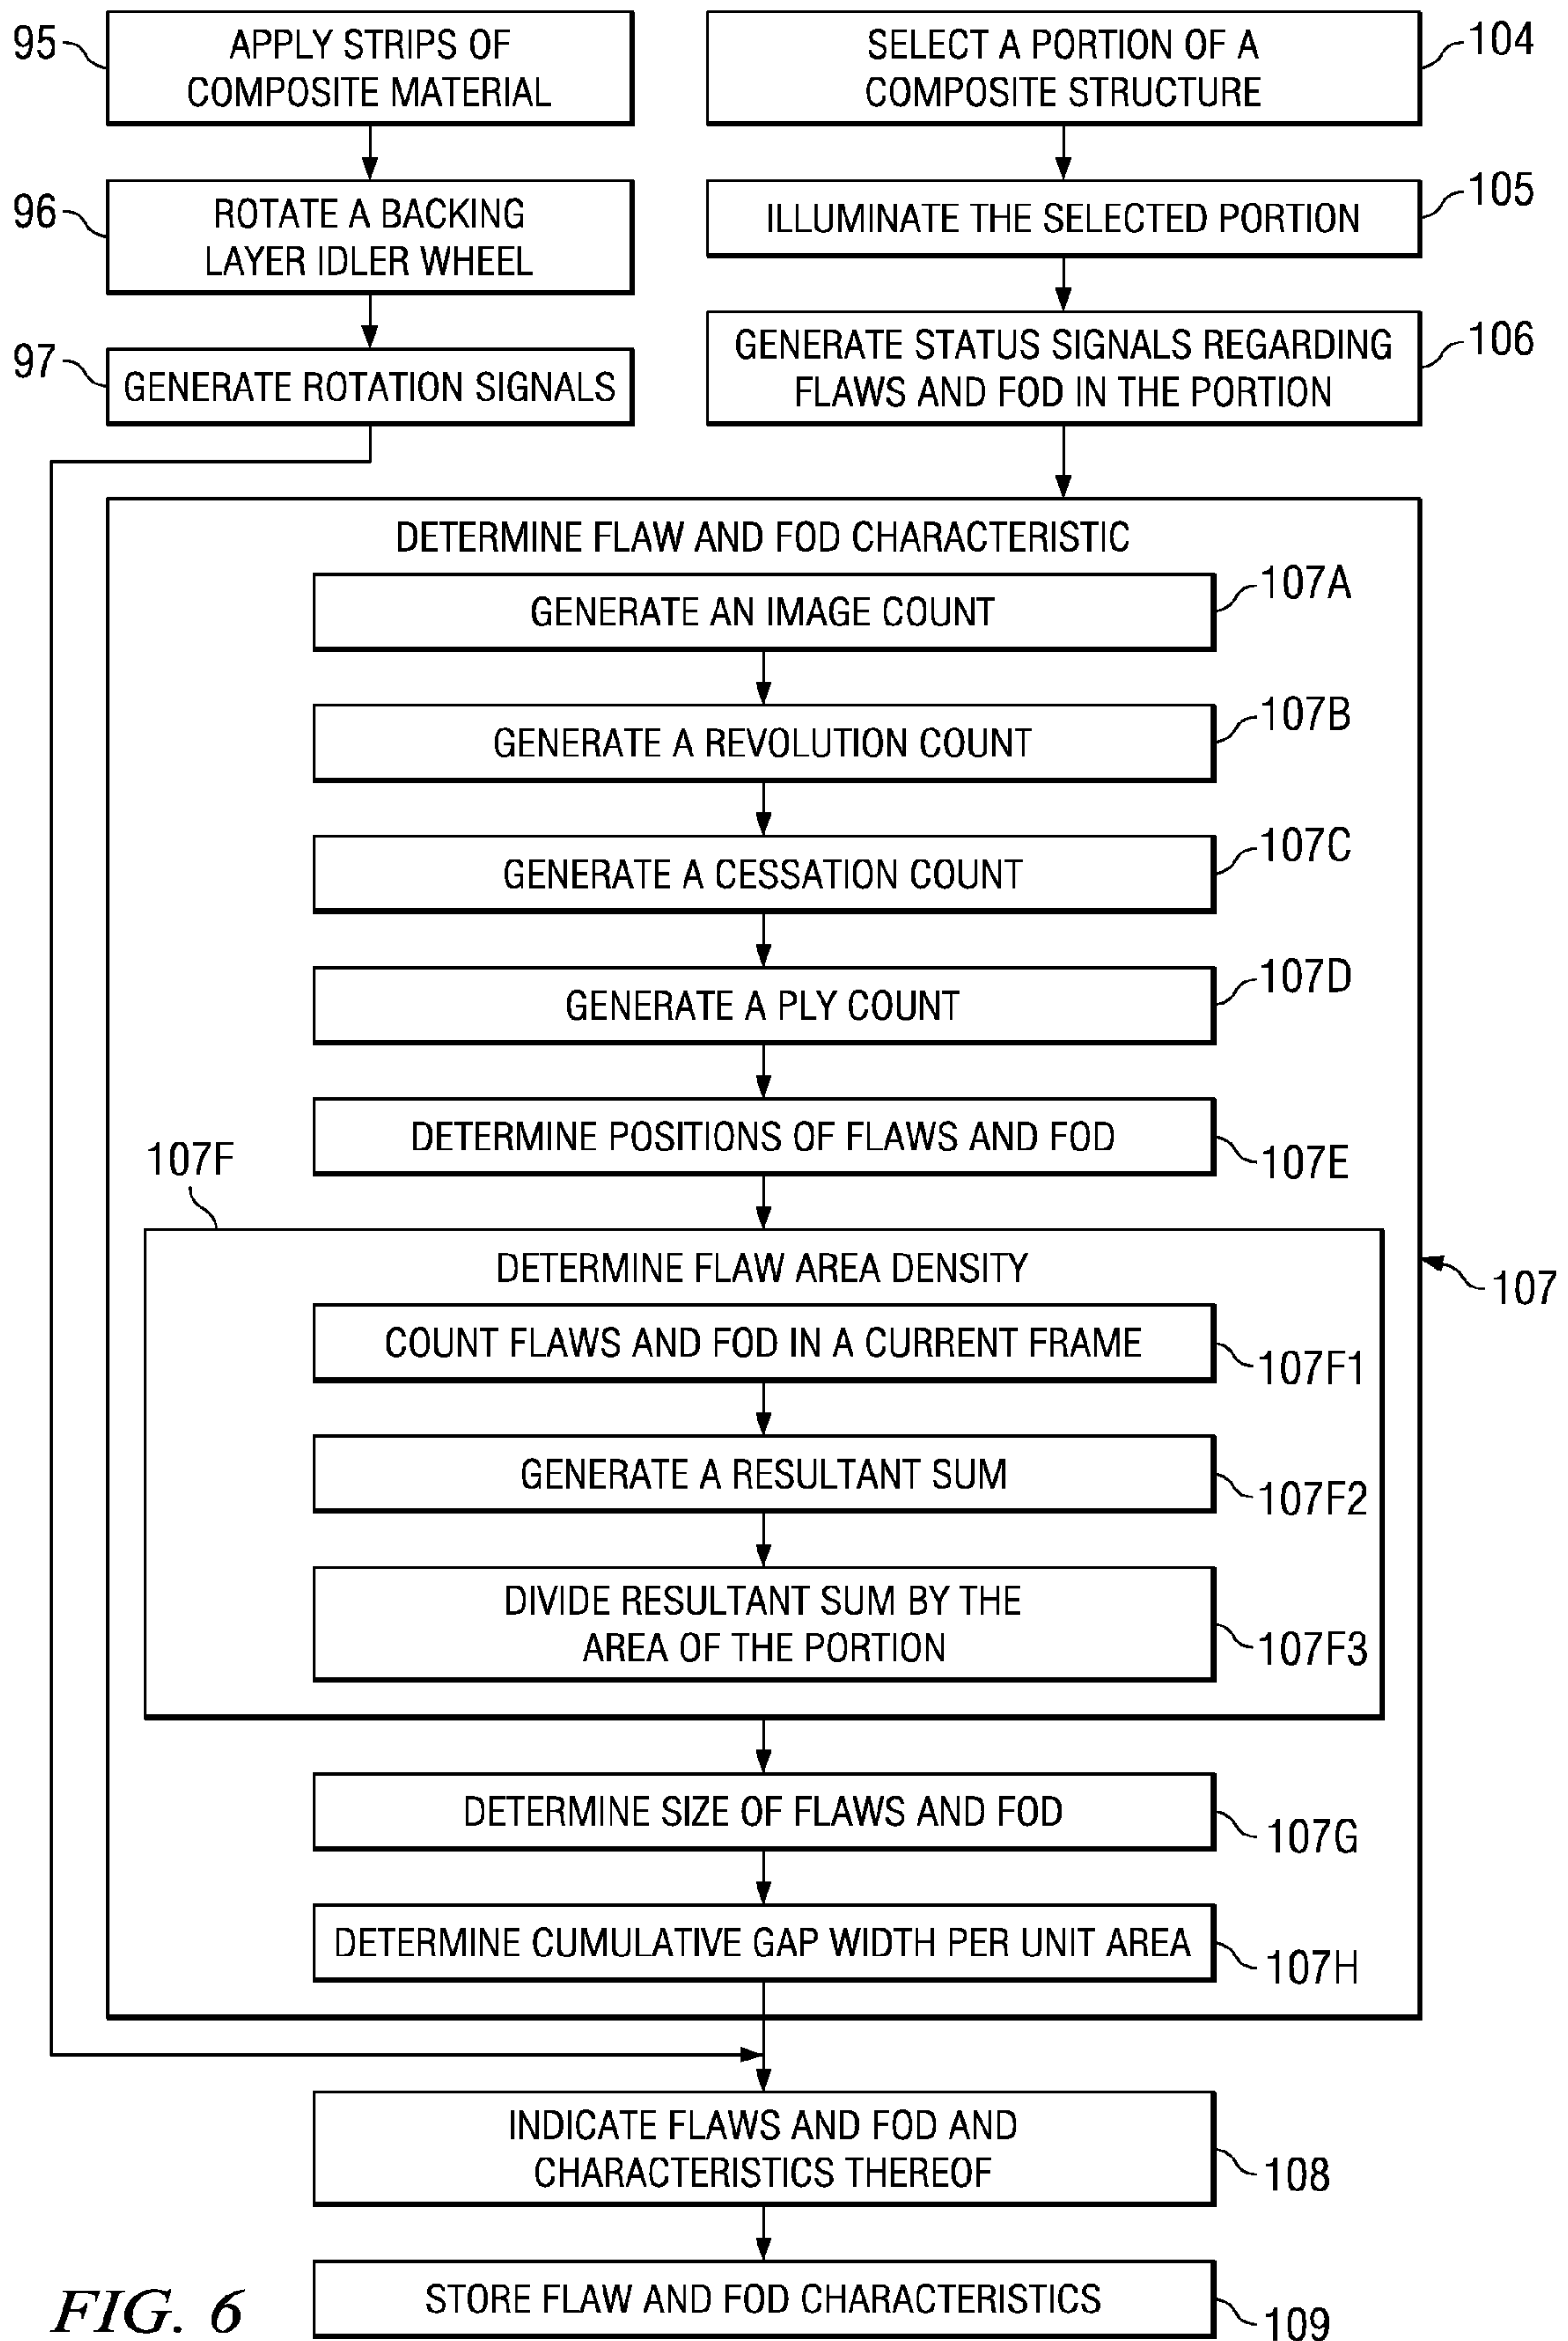 95
APPLY STRIPS OF
COMPOSITE MATERIAL
96
ROTATE A BACKING
LAYER IDLER WHEEL
97
GENERATE ROTATION SIGNALS
SELECT A PORTION OF A
COMPOSITE STRUCTURE
104
ILLUMINATE THE SELECTED PORTION
105
GENERATE STATUS SIGNALS REGARDING
FLAWS AND FOD IN THE PORTION
106
DETERMINE FLAW AND FOD CHARACTERISTIC
GENERATE AN IMAGE COUNT
107A
GENERATE A REVOLUTION COUNT
107B
GENERATE A CESSATION COUNT
107C
GENERATE A PLY COUNT
107D
DETERMINE POSITIONS OF FLAWS AND FOD
107E
107F
DETERMINE FLAW AREA DENSITY
107
COUNT FLAWS AND FOD IN A CURRENT FRAME
107F1
GENERATE A RESULTANT SUM
107F2
DIVIDE RESULTANT SUM BY THE
AREA OF THE PORTION
107F3
DETERMINE SIZE OF FLAWS AND FOD
107G
DETERMINE CUMULATIVE GAP WIDTH PER UNIT AREA
107H
INDICATE FLAWS AND FOD AND
CHARACTERISTICS THEREOF
108
STORE FLAW AND FOD CHARACTERISTICS
109
FIG. 6